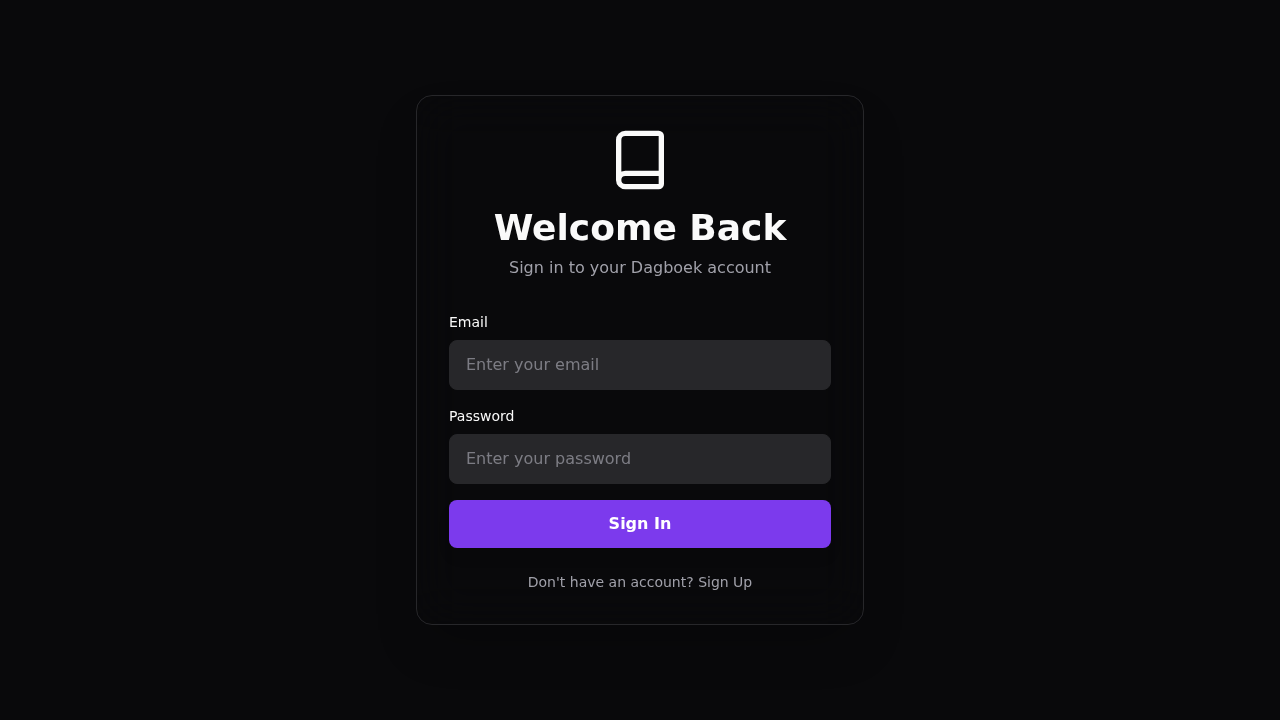 Welcome Back
Sign in to your Dagboek account
Email
Enter your email
Password
Enter your password
Sign In
Don't have an account? Sign Up